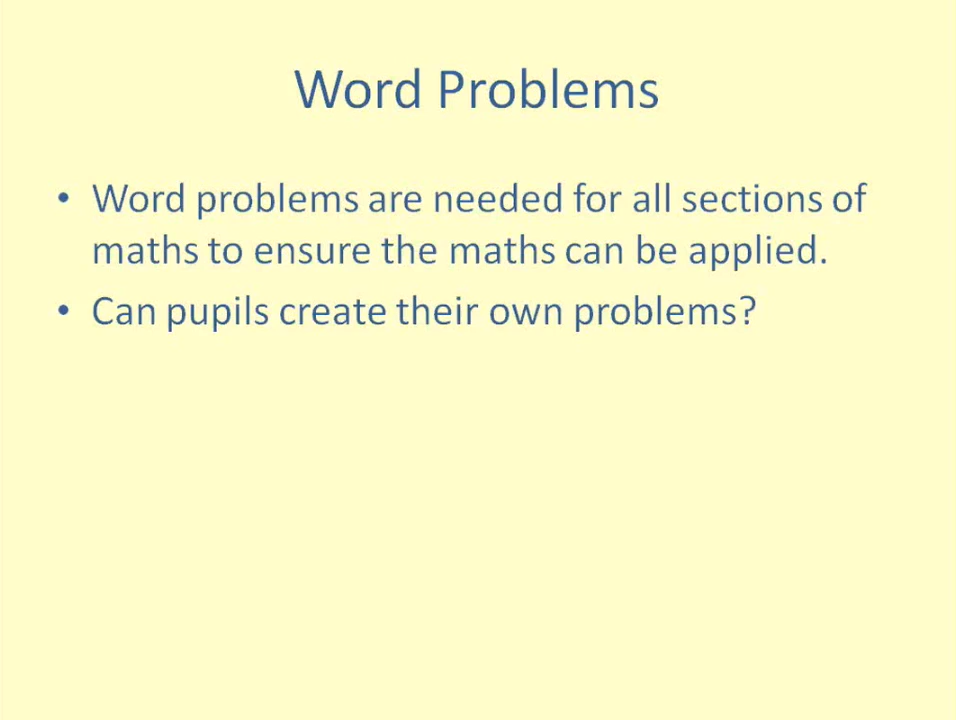 Word Problems
• Word problems are needed for all sections of
maths to ensure the maths can be applied.
• Can pupils create their own problems?